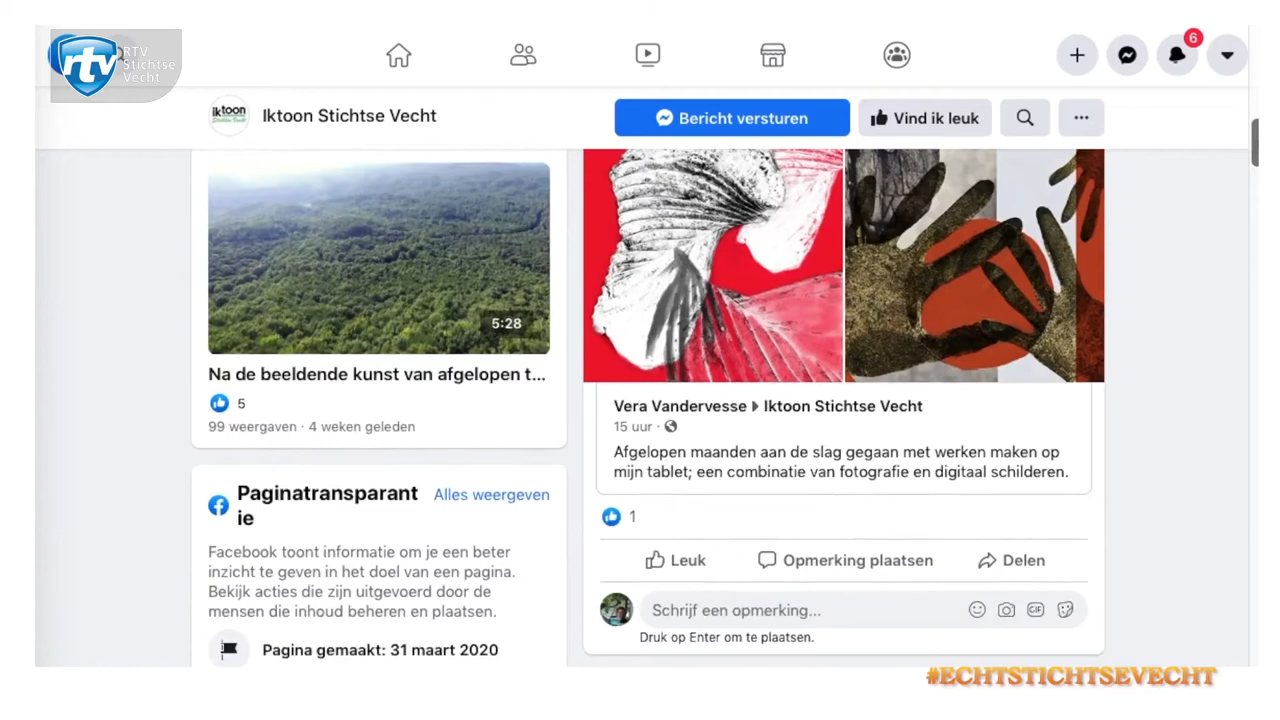 rtv
RTV
Stichtse
Vecht
6
iktoon
Stichtse Vecht
Iktoon Stichtse Vecht
Bericht versturen
Vind ik leuk
5:28
Na de beeldende kunst van afgelopen t...
5
99 weergaven · 4 weken geleden
Paginatransparant
ie
Alles weergeven
Facebook toont informatie om je een beter
inzicht te geven in het doel van een pagina.
Bekijk acties die zijn uitgevoerd door de
mensen die inhoud beheren en plaatsen.
Pagina gemaakt: 31 maart 2020
Vera Vandervesse ▸ Iktoon Stichtse Vecht
15 uur ·
Afgelopen maanden aan de slag gegaan met werken maken op
mijn tablet; een combinatie van fotografie en digitaal schilderen.
1
Leuk
Opmerking plaatsen
Delen
Schrijf een opmerking...
GIF
Druk op Enter om te plaatsen.
#ECHTSTICHTSEVECHT